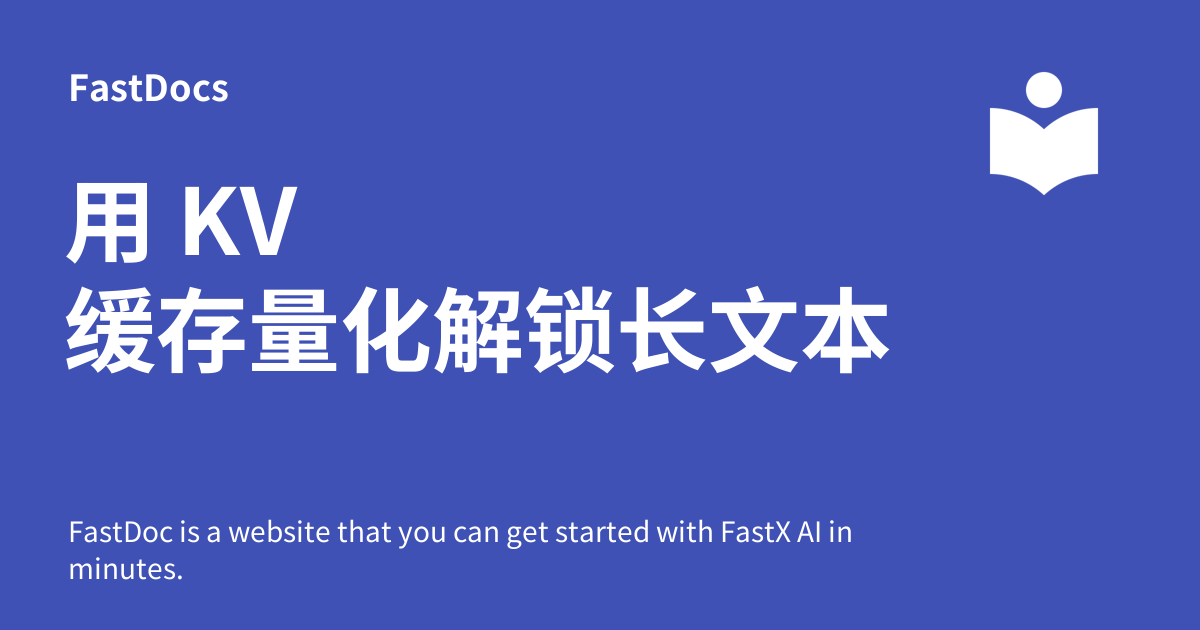 FastDocs
用 KV
缓存量化解锁长文本
FastDoc is a website that you can get started with FastX AI in
minutes.